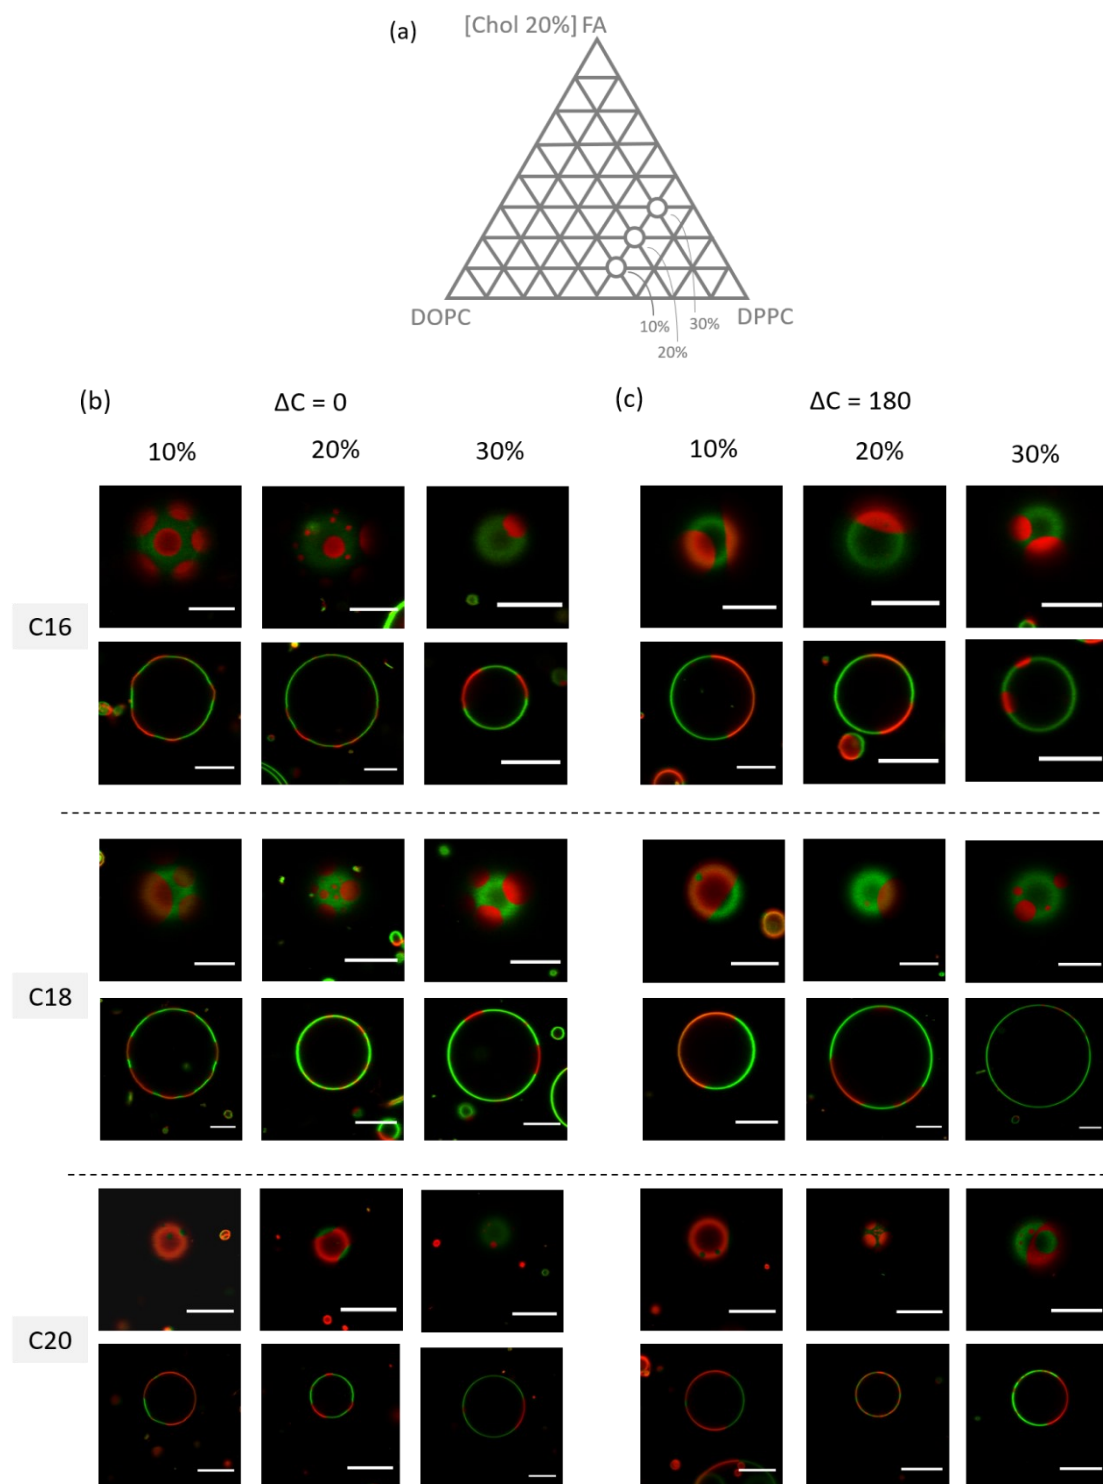 (a) [Chol 20%] FA
DOPC DPPC
10% 30%
20%
(b) ΔC = 0 (c) ΔC = 180
10% 20% 30% 10% 20% 30%
C16
C18
C20